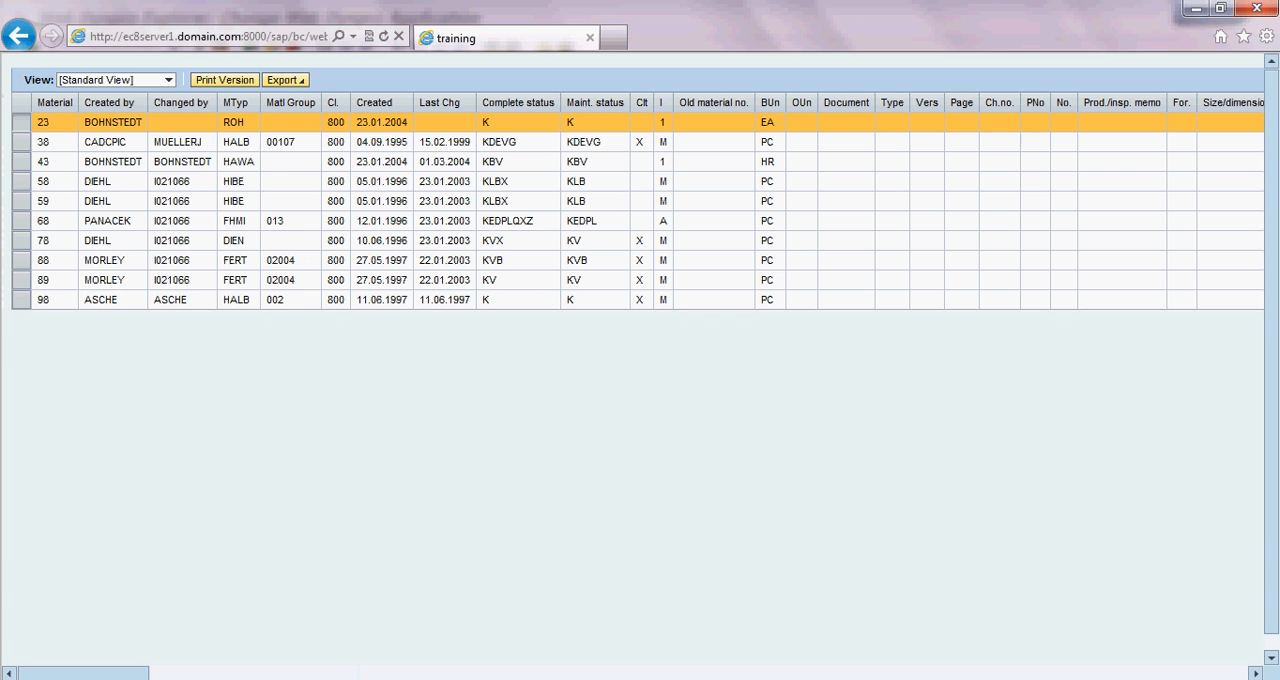 http://ec8server1.domain.com:8000/sap/bc/wel
training
View: [Standard View] Print Version Export
Material Created by Changed by MTyp Matl Group Cl. Created Last Chg Complete status Maint. status Clt I Old material no. BUn OUn Document Type Vers Page Ch.no. PNo No. Prod./insp. memo For. Size/dimensio
23 BOHNSTEDT ROH 800 23.01.2004 K K 1 EA
38 CADCPIC MUELLERJ HALB 00107 800 04.09.1995 15.02.1999 KDEVG KDEVG X M PC
43 BOHNSTEDT BOHNSTEDT HAWA 800 23.01.2004 01.03.2004 KBV KBV 1 HR
58 DIEHL I021066 HIBE 800 05.01.1996 23.01.2003 KLBX KLB M PC
59 DIEHL I021066 HIBE 800 05.01.1996 23.01.2003 KLBX KLB M PC
68 PANACEK I021066 FHMI 013 800 12.01.1996 23.01.2003 KEDPLQXZ KEDPL A PC
78 DIEHL I021066 DIEN 800 10.06.1996 23.01.2003 KVX KV X M PC
88 MORLEY I021066 FERT 02004 800 27.05.1997 22.01.2003 KVB KVB X M PC
89 MORLEY I021066 FERT 02004 800 27.05.1997 22.01.2003 KV KV X M PC
98 ASCHE ASCHE HALB 002 800 11.06.1997 11.06.1997 K K X M PC